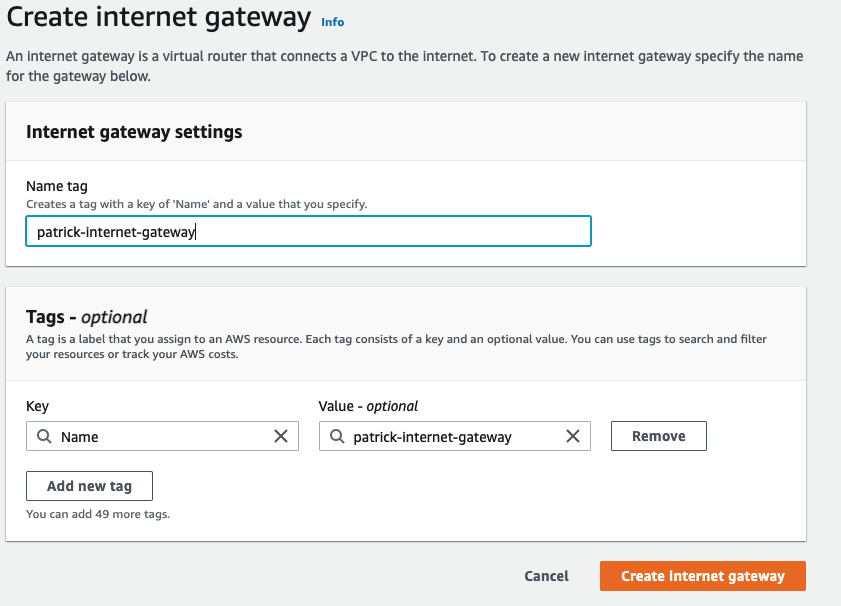 Create internet gateway Info
An internet gateway is a virtual router that connects a VPC to the internet. To create a new internet gateway specify the name
for the gateway below.
Internet gateway settings
Name tag
Creates a tag with a key of 'Name' and a value that you specify.
patrick-internet-gateway
Tags - optional
A tag is a label that you assign to an AWS resource. Each tag consists of a key and an optional value. You can use tags to search and filter
your resources or track your AWS costs.
Key Value - optional
Name patrick-internet-gateway Remove
Add new tag
You can add 49 more tags.
Cancel Create internet gateway